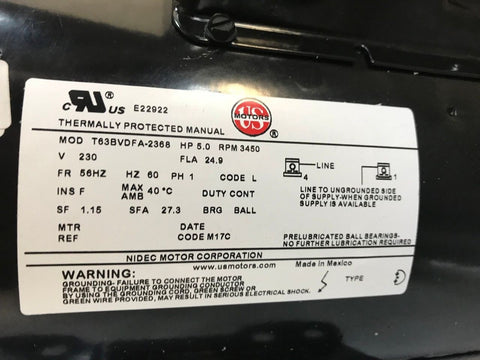 c RU US E22922
US MOTORS
THERMALLY PROTECTED MANUAL
MOD T63BVDFA-2368 HP 5.0 RPM 3450
V 230 FLA 24.9
FR 56HZ HZ 60 PH 1 CODE L
INS F MAX AMB 40 °C DUTY CONT
SF 1.15 SFA 27.3 BRG BALL
MTR DATE
REF CODE M17C
LINE
4 1
LINE TO UNGROUNDED SIDE
OF SUPPLY-WHEN GROUNDED
SUPPLY IS AVAILABLE
PRELUBRICATED BALL BEARINGS-
NO FURTHER LUBRICATION REQUIRED
NIDEC MOTOR CORPORATION
www.usmotors.com Made in Mexico
WARNING:
GROUNDING- FAILURE TO CONNECT THE MOTOR
FRAME TO EQUIPMENT GROUNDING CONDUCTOR
BY USING THE GROUNDING CORD, GREEN SCREW OR
GREEN WIRE PROVIDED, MAY RESULT IN SERIOUS ELECTRICAL SHOCK.
TYPE